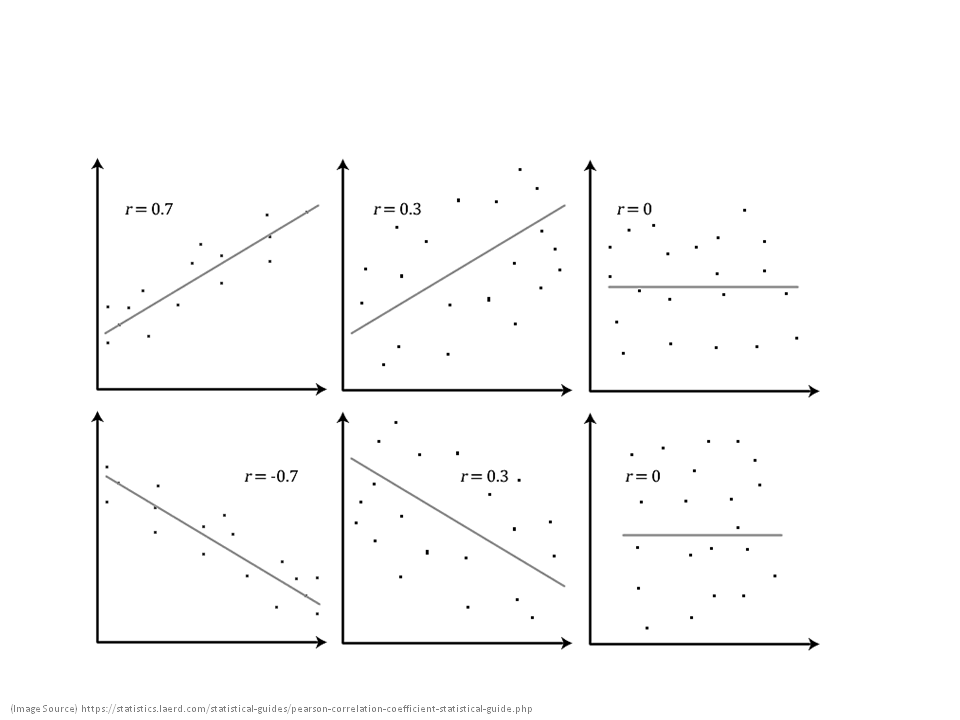 r = 0.7
r = 0.3
r = 0
r = -0.7
r = 0.3
r = 0
(Image Source) https://statistics.laerd.com/statistical-guides/pearson-correlation-coefficient-statistical-guide.php